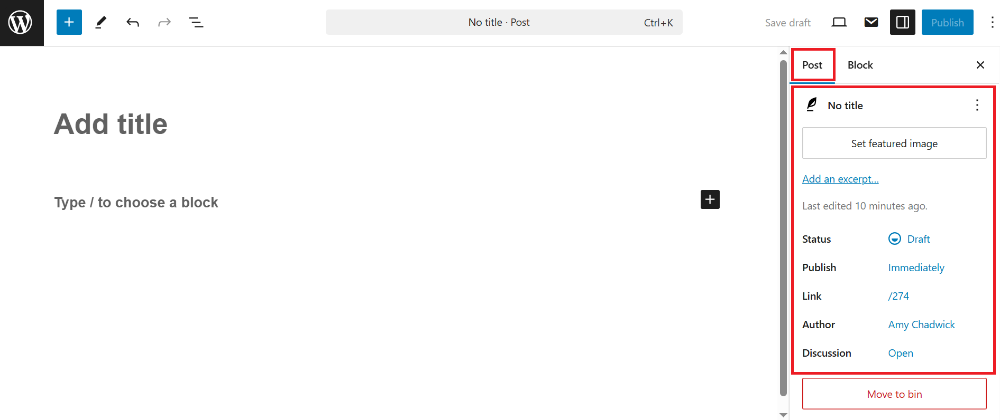 No title · Post Ctrl+K
Save draft
Publish
Post Block
No title
Set featured image
Add an excerpt...
Last edited 10 minutes ago.
Status Draft
Publish Immediately
Link /274
Author Amy Chadwick
Discussion Open
Move to bin
Add title
Type / to choose a block